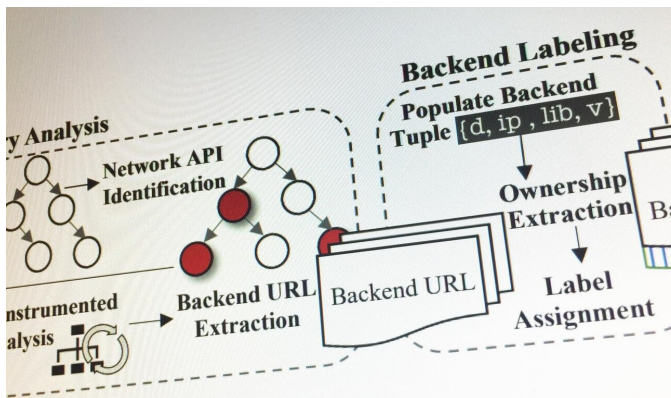 y Analysis
Network API
Identification
nstrumented
alysis
Backend URL
Extraction
Backend URL
Backend Labeling
Populate Backend
Tuple {d, ip , lib, v}
Ownership
Extraction
Label
Assignment
Ba